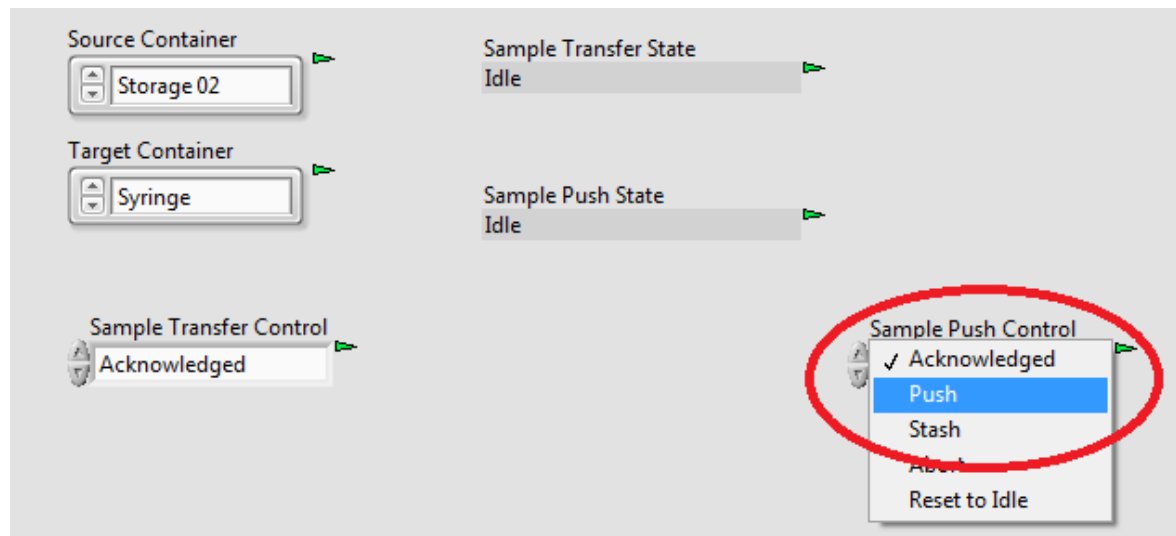 Source Container
Storage 02
Sample Transfer State
Idle
Target Container
Syringe
Sample Push State
Idle
Sample Transfer Control
Acknowledged
Sample Push Control
✓ Acknowledged
Push
Stash
Abort
Reset to Idle